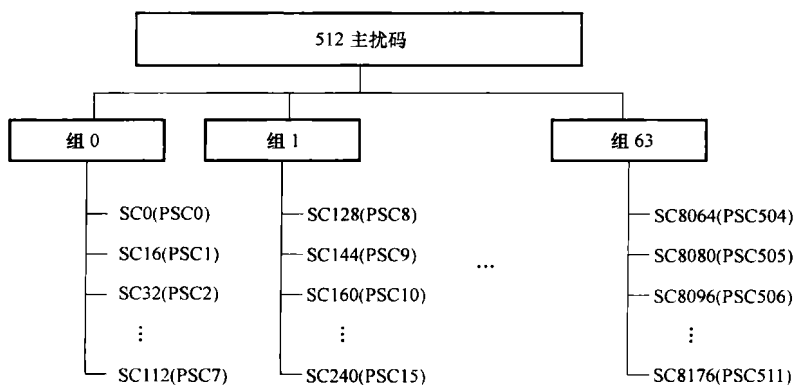 512 主扰码
组 0
组 1
组 63
SC0(PSC0)
SC16(PSC1)
SC32(PSC2)
⋮
SC112(PSC7)
SC128(PSC8)
SC144(PSC9)
SC160(PSC10)
⋮
SC240(PSC15)
…
SC8064(PSC504)
SC8080(PSC505)
SC8096(PSC506)
⋮
SC8176(PSC511)